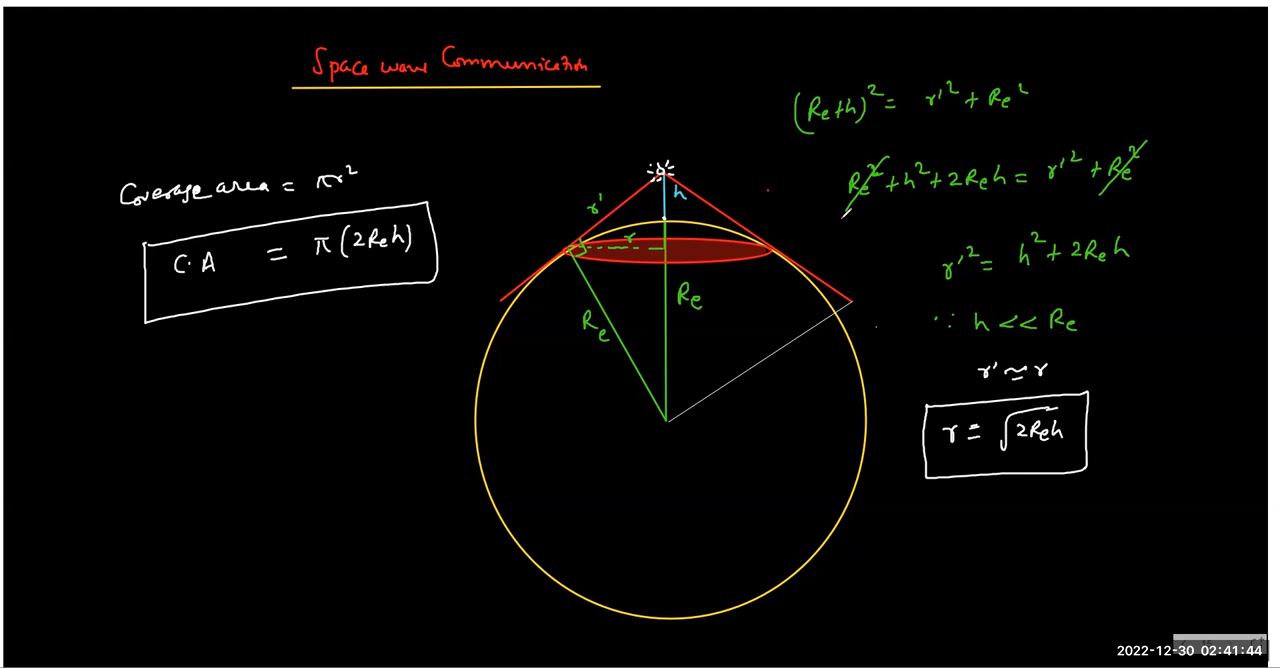 Space wave Communication
(Re+h)² = r'² + Re²
Coverage area = πr²
C.A = π(2Reh)
Re² + h² + 2Reh = r'² + Re²
r'
h
r
r'² = h² + 2Reh
Re
Re
∵ h << Re
r' ≃ r
r = √2Reh
2022-12-30 02:41:44